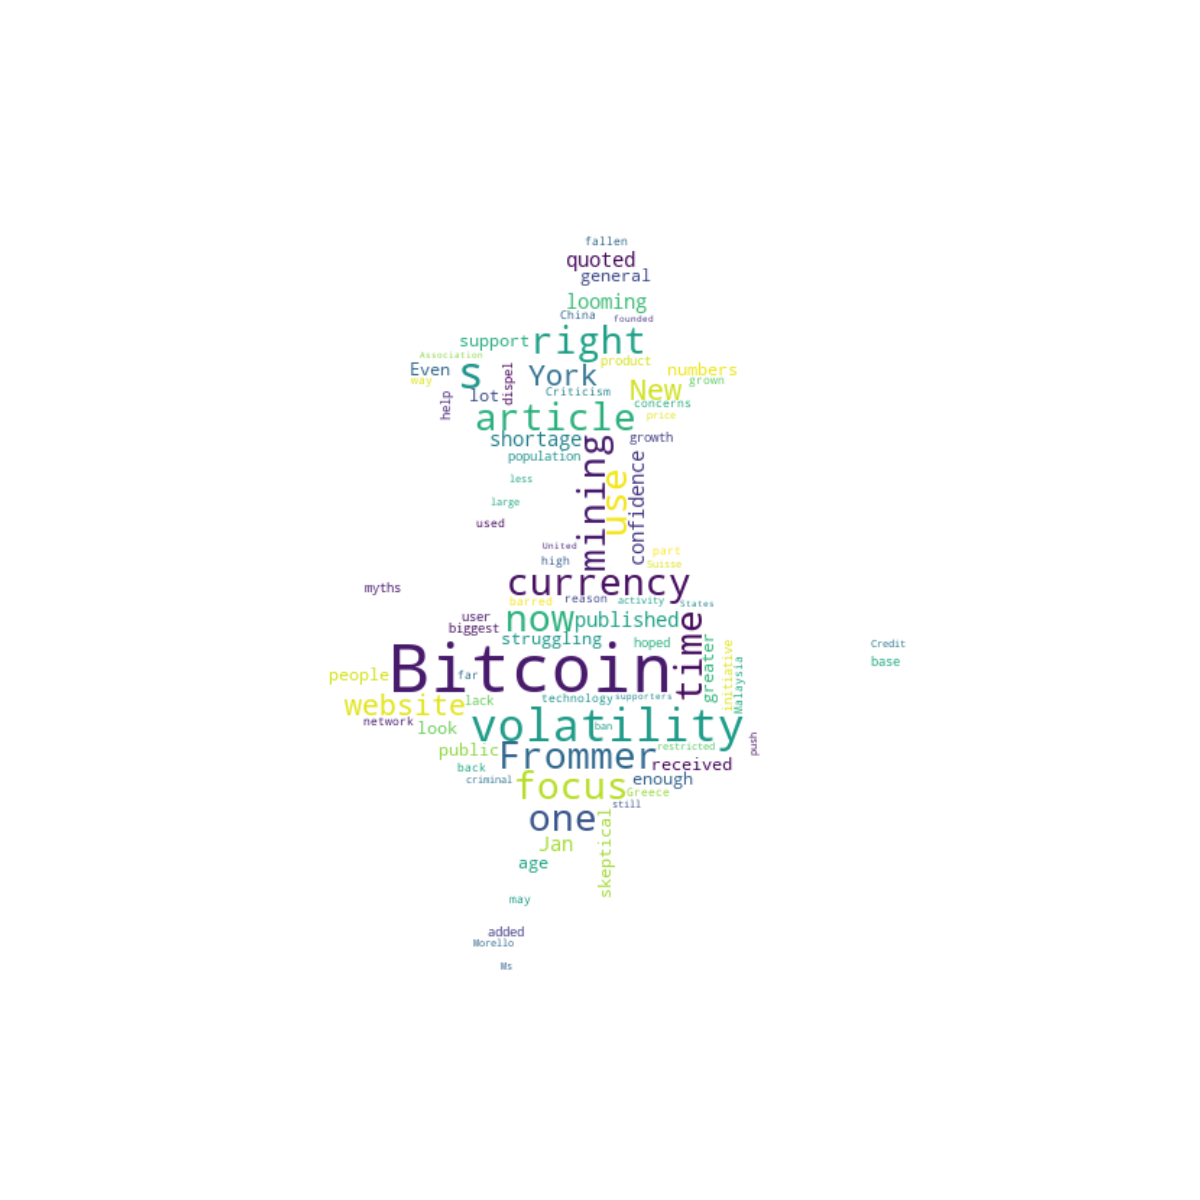 fallen
quoted
general
looming
China founded
support right
Association product
Even s York numbers
way dispel New grown
help lot Criticism concerns
article price
shortage growth
population mining
less use confidence
large
used
United part
high Suisse
currency
myths reason activity States
barred
user now published time
biggest
struggling hoped greater Credit
Bitcoin initiative base
people far Malaysia
website lack technology supporters
network look volatility ban
public Frommer restricted push
back received
criminal focus enough
Greece
still
one skeptical
Jan
age
may
added
Morello
Ms